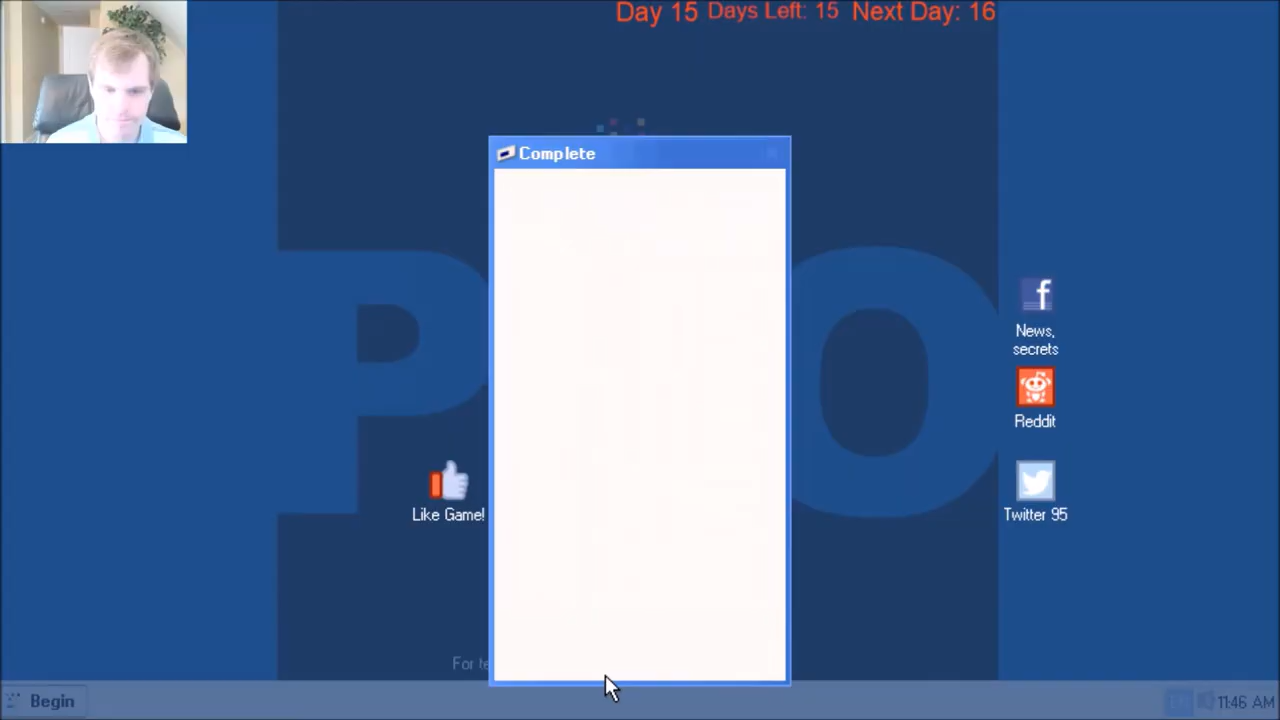 Day 15 Days Left: 15 Next Day: 16
Complete
P O
News,
secrets
Reddit
Like Game!
Twitter 95
For te
Begin
EN 11:46 AM